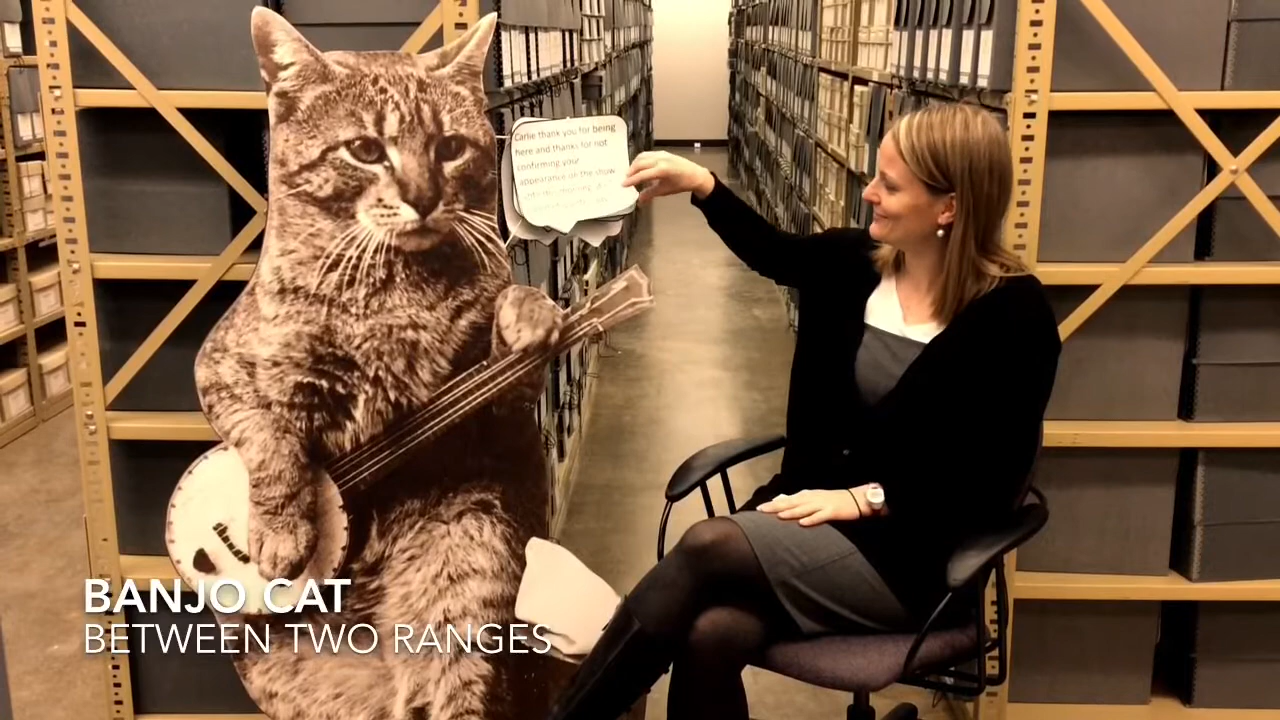 Carlie thank you for being
here and thanks for not
confirming your
appearance on the show
BANJO CAT
BETWEEN TWO RANGES